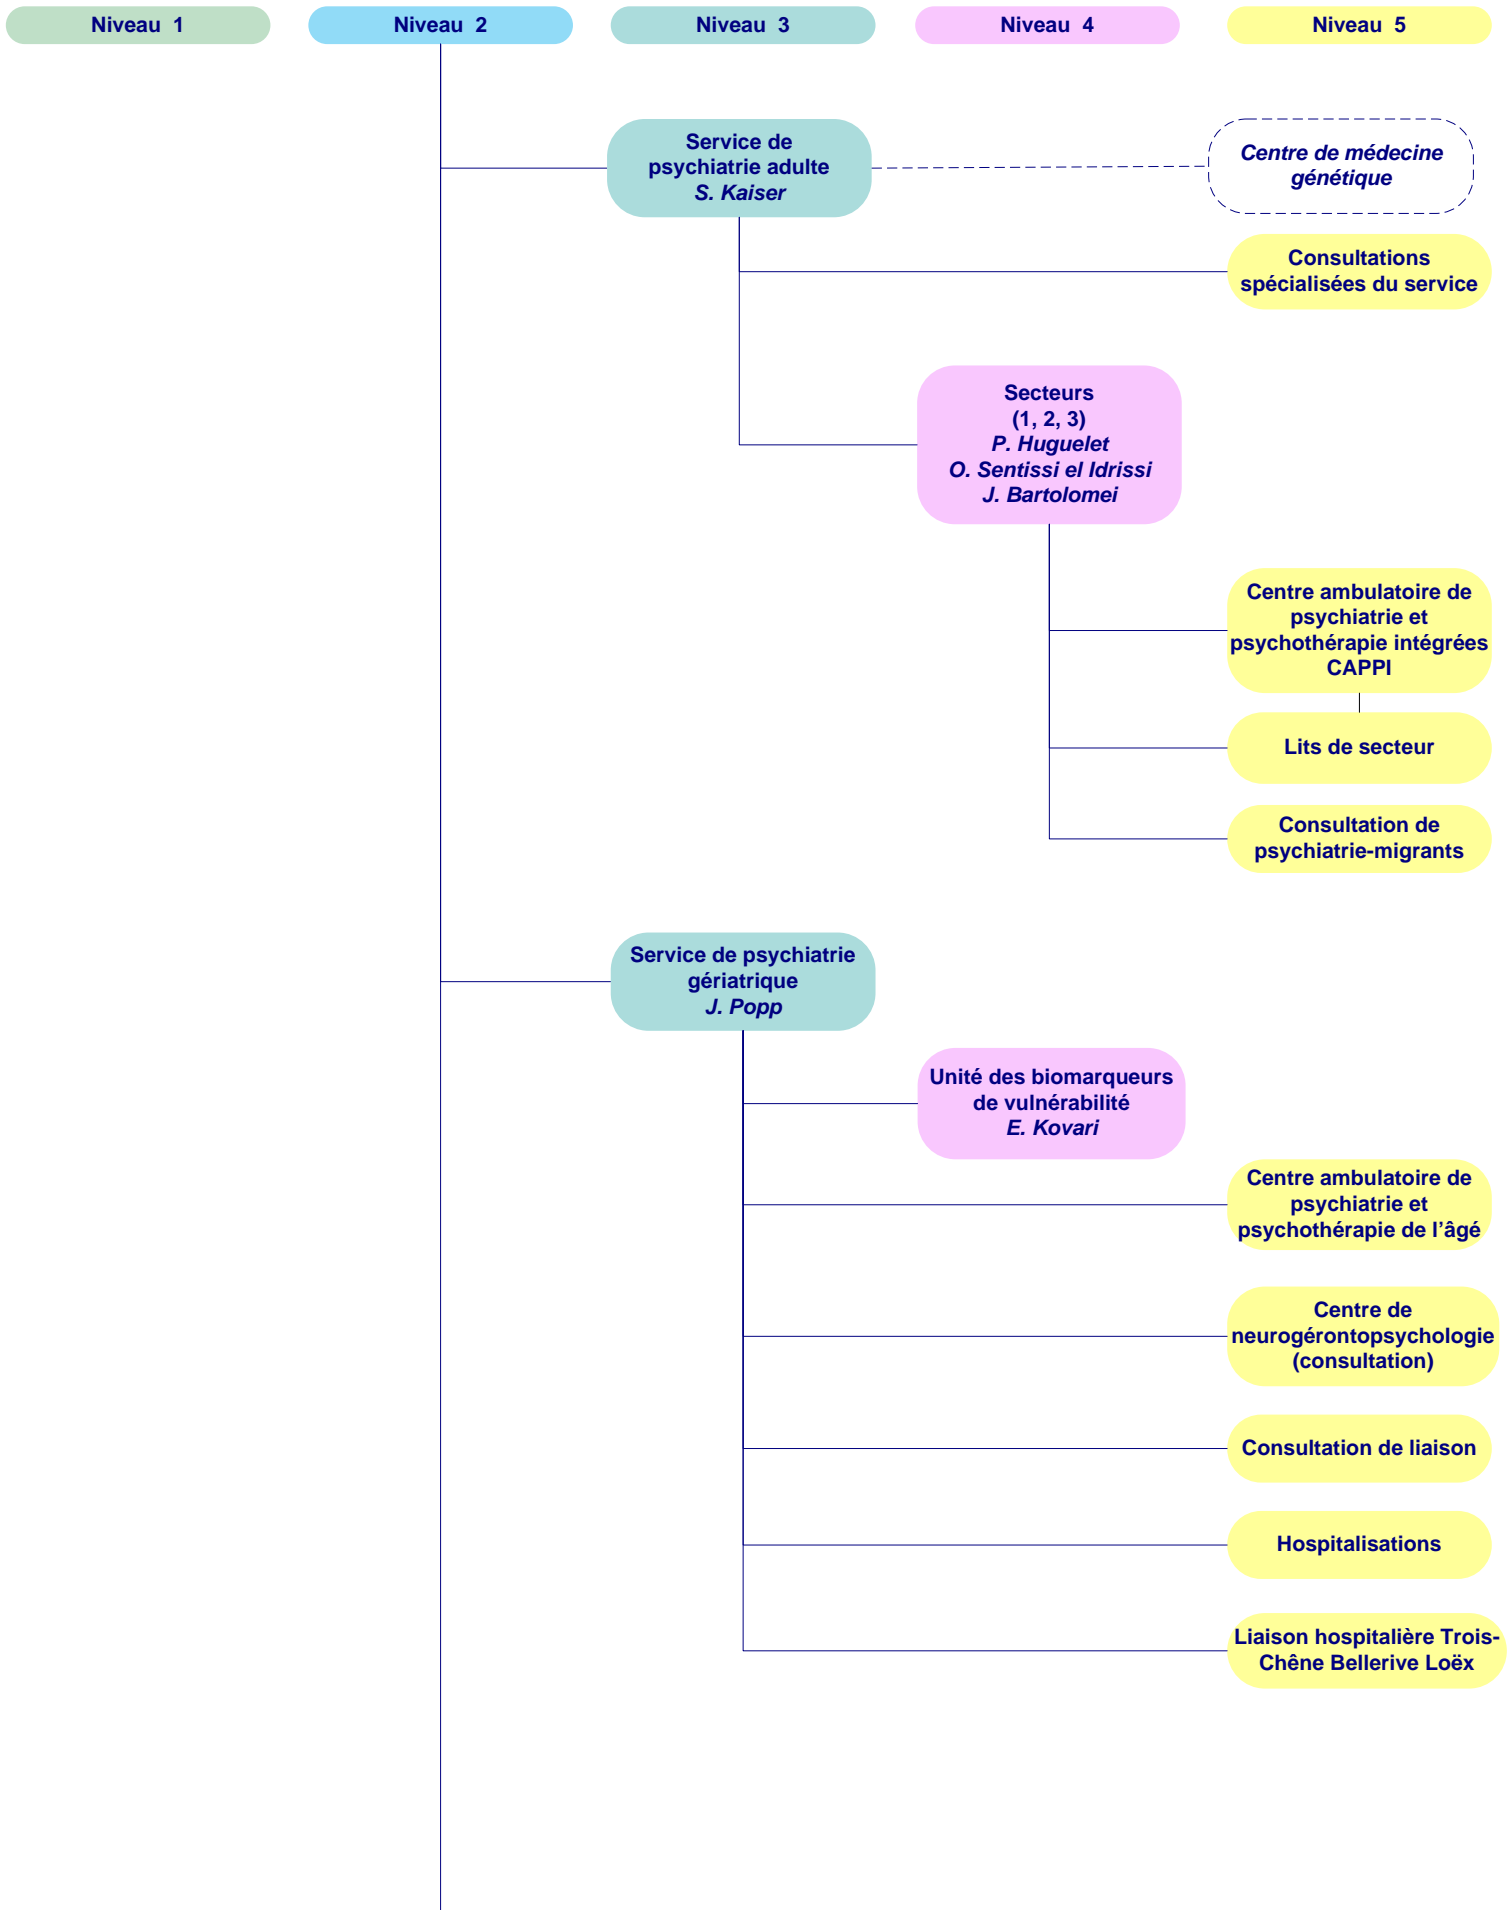 Niveau 1
Niveau 2
Niveau 3
Niveau 4
Niveau 5
Service de
psychiatrie adulte
S. Kaiser
Centre de médecine
génétique
Consultations
spécialisées du service
Secteurs
(1, 2, 3)
P. Huguelet
O. Sentissi el Idrissi
J. Bartolomei
Centre ambulatoire de
psychiatrie et
psychothérapie intégrées
CAPPI
Lits de secteur
Consultation de
psychiatrie-migrants
Service de psychiatrie
gériatrique
J. Popp
Unité des biomarqueurs
de vulnérabilité
E. Kovari
Centre ambulatoire de
psychiatrie et
psychothérapie de l’âgé
Centre de
neurogérontopsychologie
(consultation)
Consultation de liaison
Hospitalisations
Liaison hospitalière Trois-
Chêne Bellerive Loëx